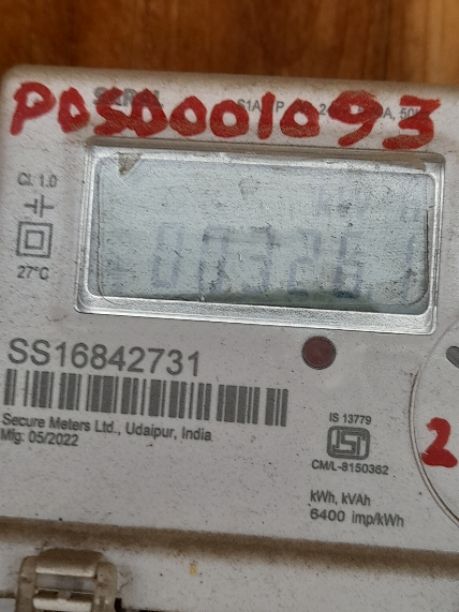 PDS0001093
Cl. 1.0
27°C
SS16842731
Secure Meters Ltd., Udaipur, India
Mfg: 05/2022
IS 13779
CM/L-8150362
kWh, kVAh
6400 imp/kWh
2